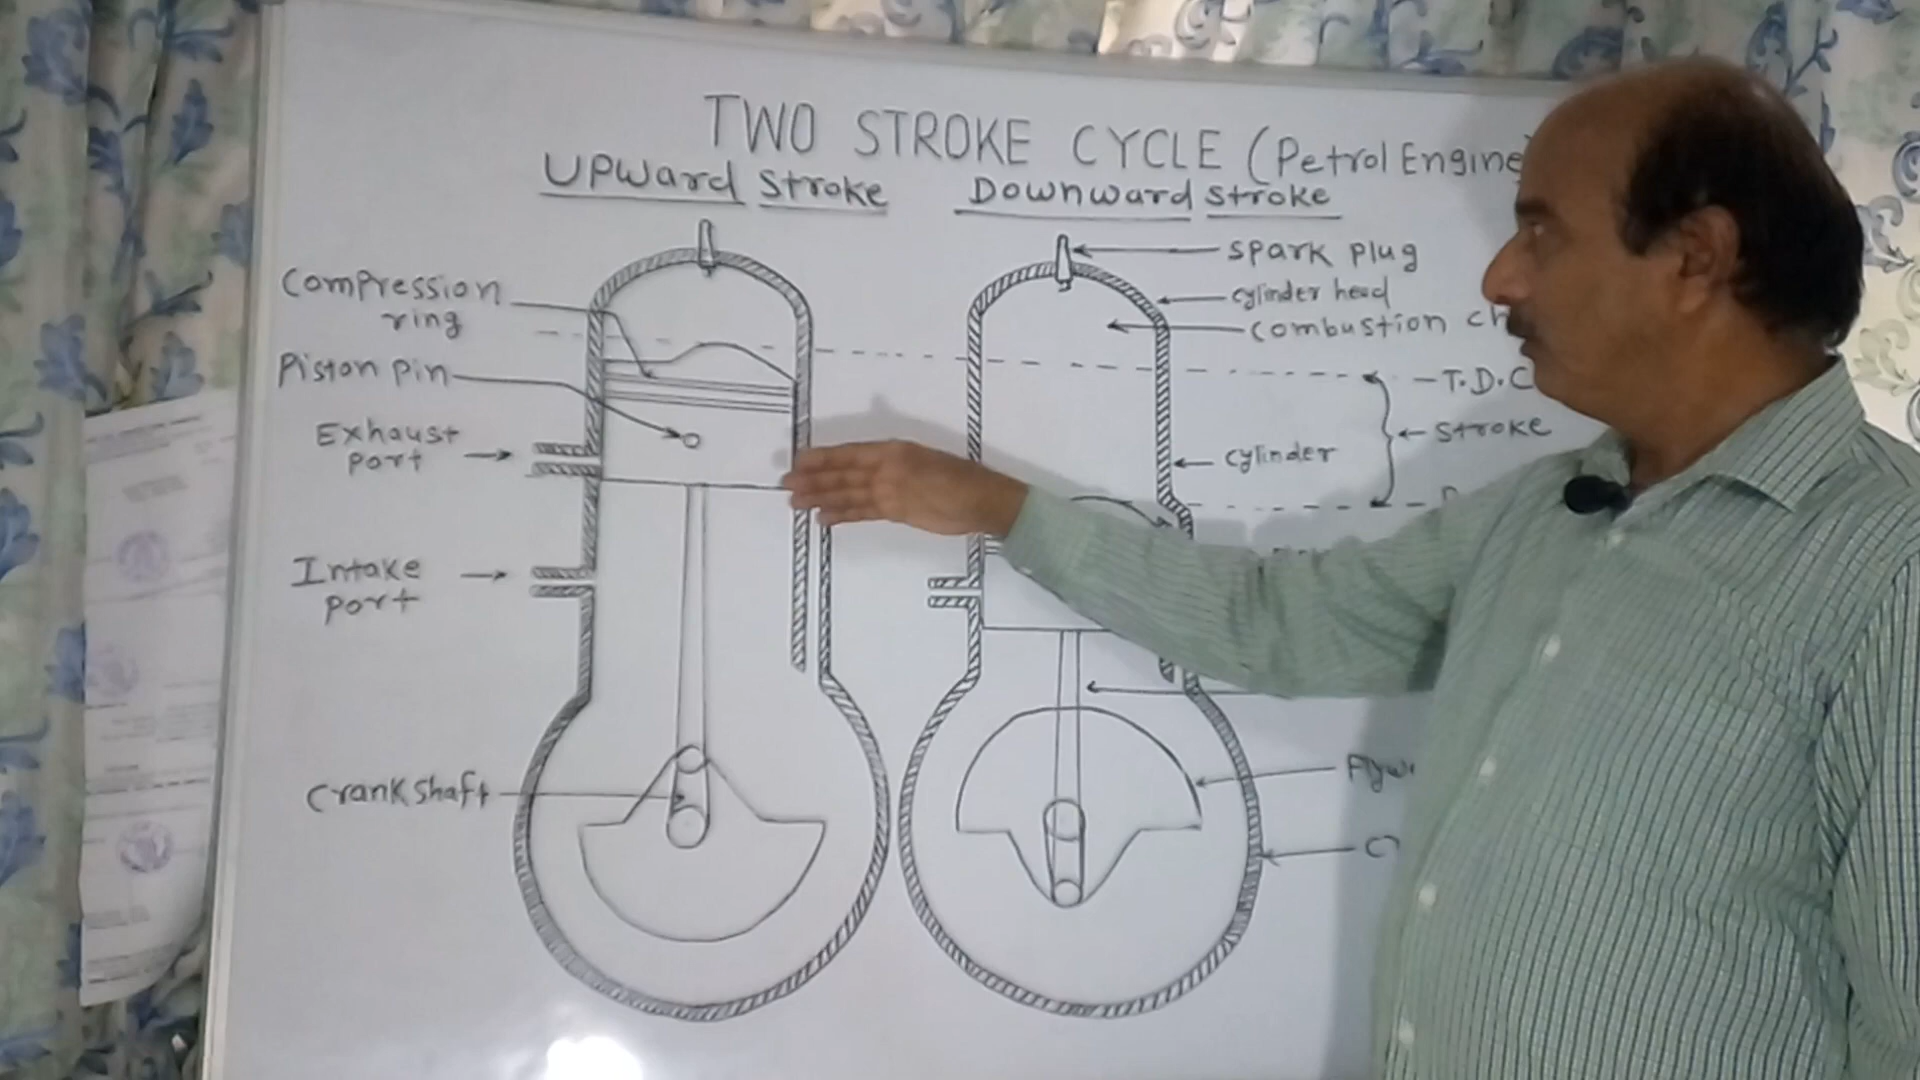 TWO STROKE CYCLE (Petrol Engine
Upward Stroke
Downward Stroke
Compression
ring
Piston pin
Exhaust
port
Intake
port
Crank shaft
Spark plug
cylinder head
Combustion
T.D.C
Stroke
cylinder